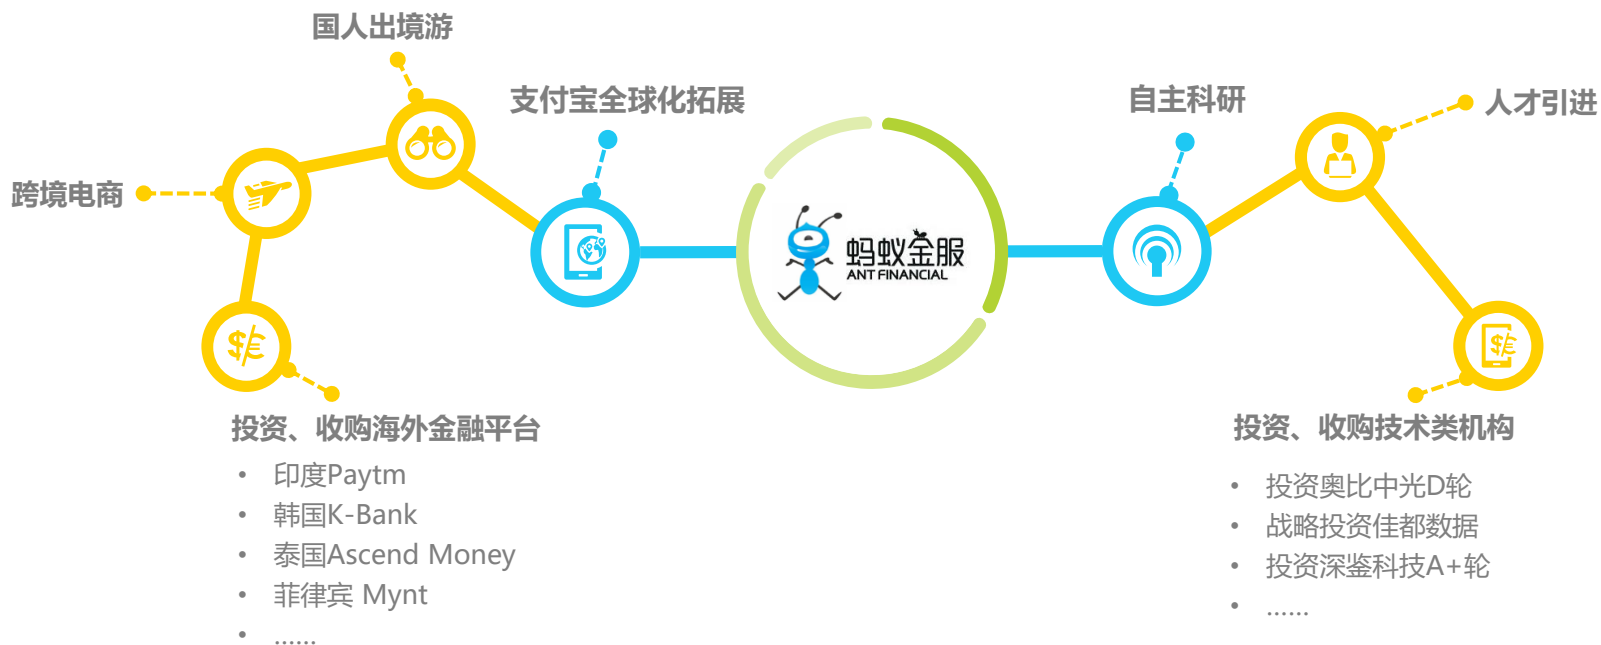 国人出境游
支付宝全球化拓展
自主科研
人才引进
跨境电商
蚂蚁金服
ANT FINANCIAL
投资、收购海外金融平台
• 印度Paytm
• 韩国K-Bank
• 泰国Ascend Money
• 菲律宾 Mynt
• ......
投资、收购技术类机构
• 投资奥比中光D轮
• 战略投资佳都数据
• 投资深鉴科技A+轮
• ......